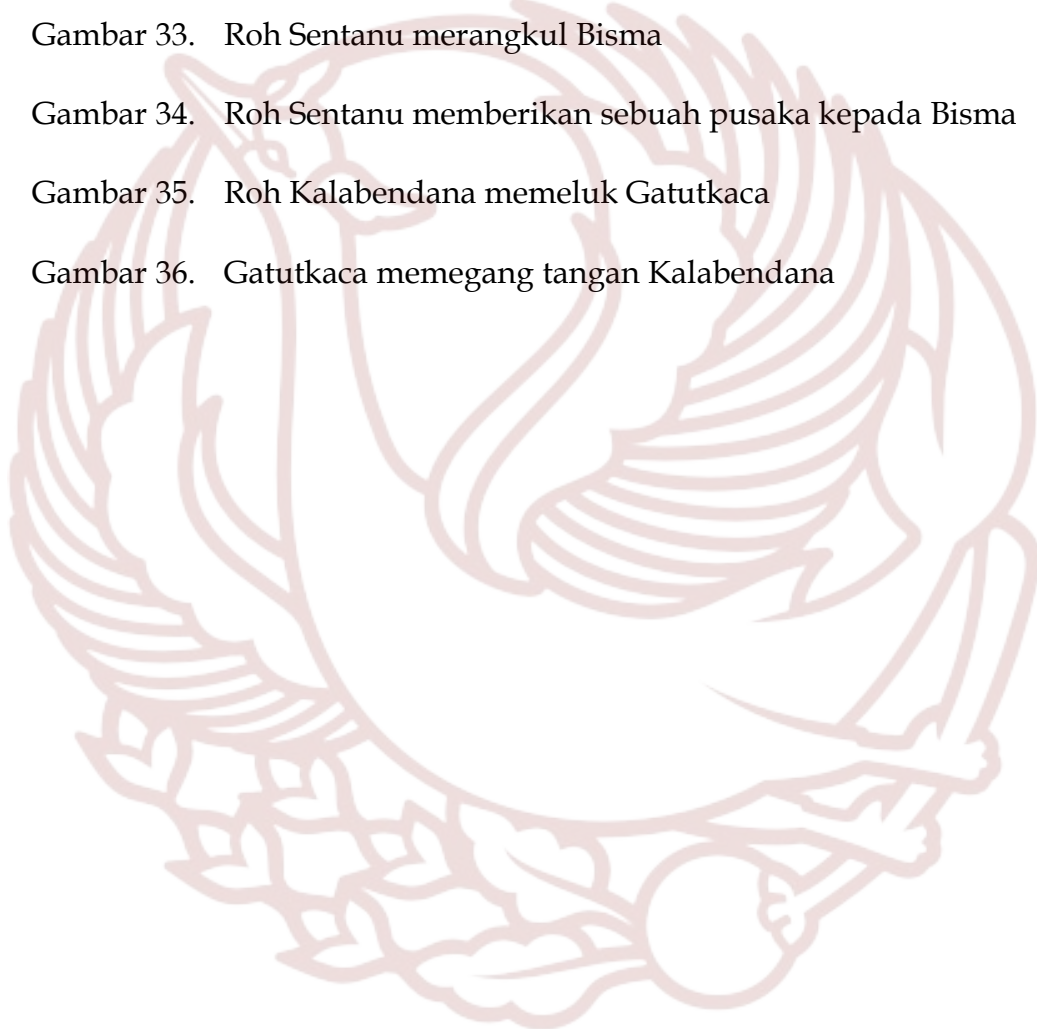 Gambar 33. Roh Sentanu merangkul Bisma
Gambar 34. Roh Sentanu memberikan sebuah pusaka kepada Bisma
Gambar 35. Roh Kalabendana memeluk Gatutkaca
Gambar 36. Gatutkaca memegang tangan Kalabendana